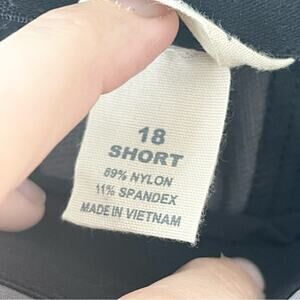 18
SHORT
89% NYLON
11% SPANDEX
MADE IN VIETNAM